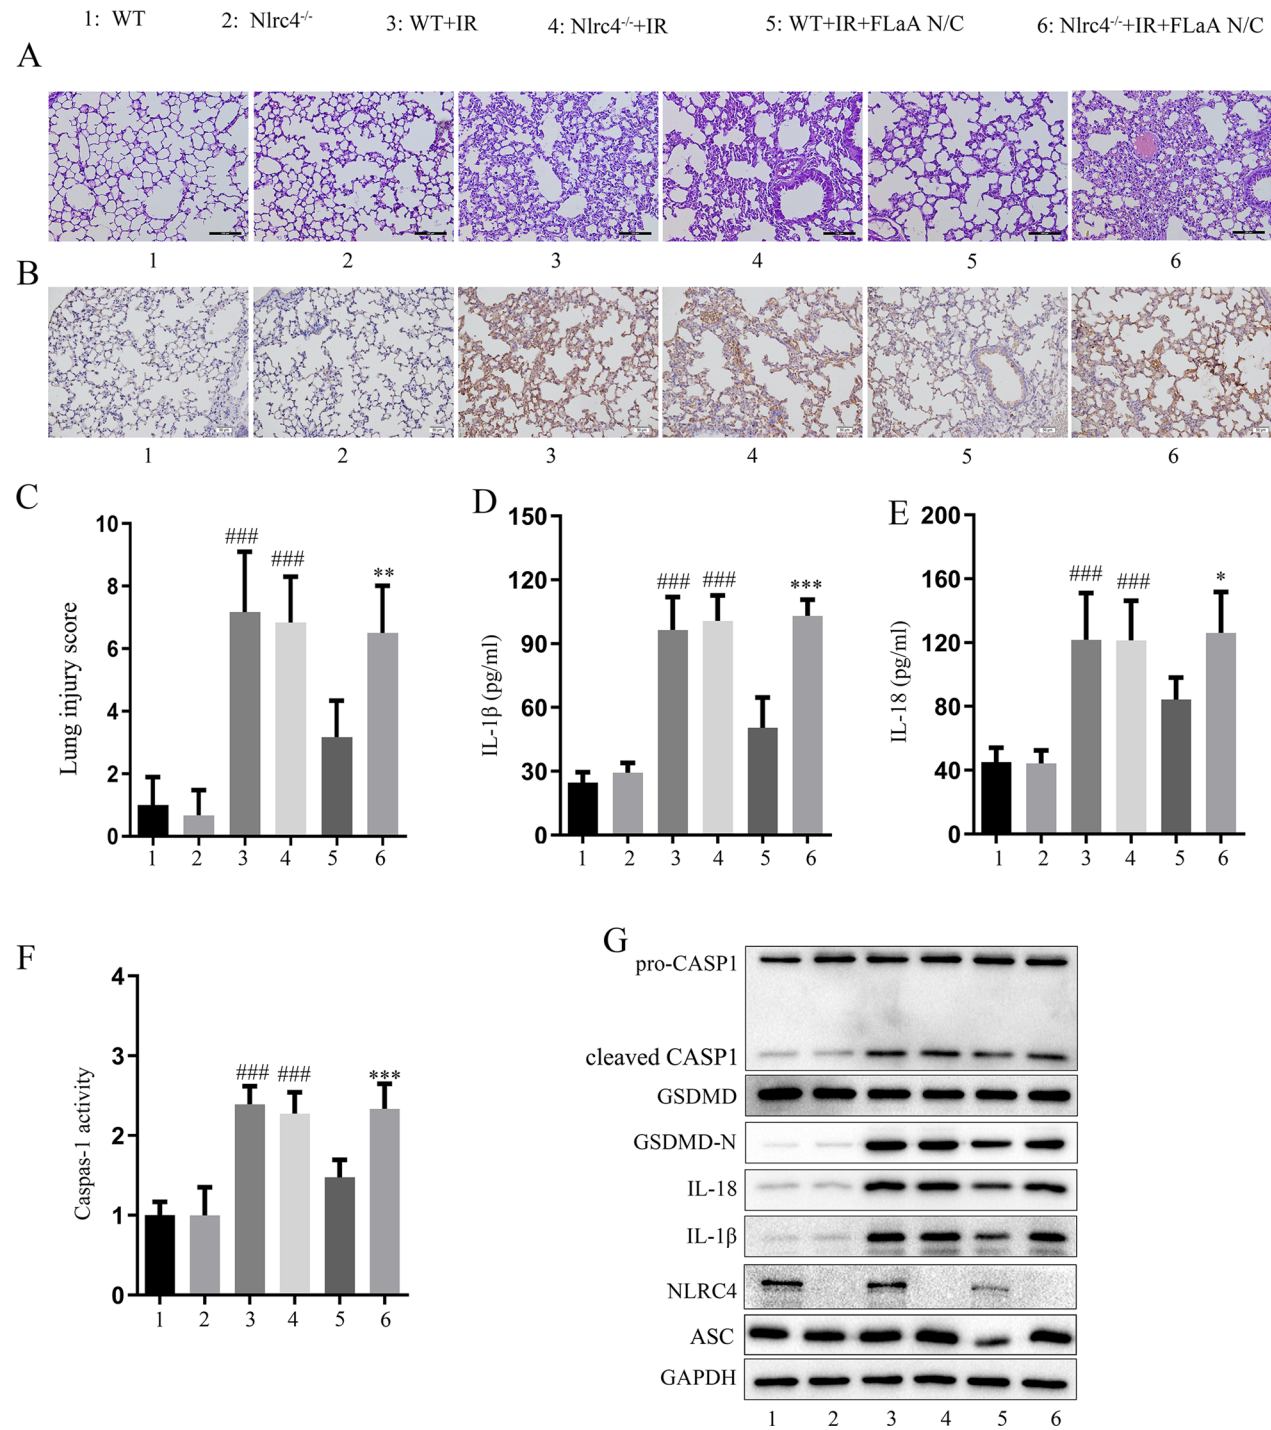 1: WT 2: Nlrc4-/- 3: WT+IR 4: Nlrc4-/-+IR 5: WT+IR+FLaA N/C 6: Nlrc4-/-+IR+FLaA N/C
A
1 2 3 4 5 6
B
1 2 3 4 5 6
C
Lung injury score
10
8
6
4
2
0
###
###
**
1 2 3 4 5 6
D
IL-1β (pg/ml)
150
120
90
60
30
0
###
###
***
1 2 3 4 5 6
E
IL-18 (pg/ml)
200
160
120
80
40
0
###
###
*
1 2 3 4 5 6
F
Caspas-1 activity
4
3
2
1
0
###
###
***
1 2 3 4 5 6
G
pro-CASP1
cleaved CASP1
GSDMD
GSDMD-N
IL-18
IL-1β
NLRC4
ASC
GAPDH
1 2 3 4 5 6